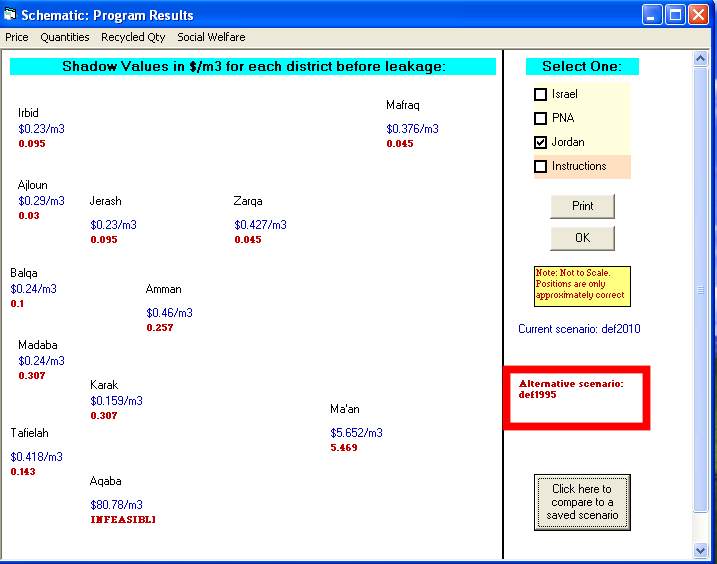 Schematic: Program Results
Price Quantities Recycled Qty Social Welfare
Shadow Values in $/m3 for each district before leakage:
Irbid
$0.23/m3
0.095
Mafraq
$0.376/m3
0.045
Ajloun
$0.29/m3
0.03
Jerash
$0.23/m3
0.095
Zarqa
$0.427/m3
0.045
Balqa
$0.24/m3
0.1
Amman
$0.46/m3
0.257
Madaba
$0.24/m3
0.307
Karak
$0.159/m3
0.307
Ma'an
$5.652/m3
5.469
Tafielah
$0.418/m3
0.143
Aqaba
$80.78/m3
INFEASIBLI
Select One:
Israel
PNA
Jordan
Instructions
Print
OK
Note: Not to Scale.
Positions are only
approximately correct
Current scenario: def2010
Alternative scenario:
def1995
Click here to
compare to a
saved scenario